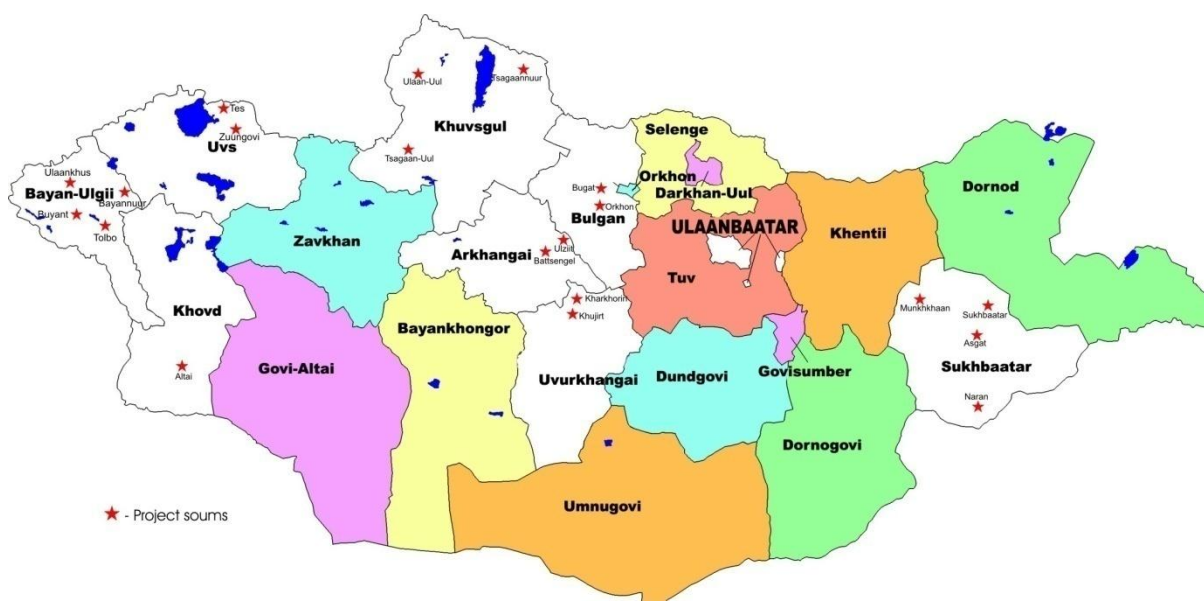 Ulaan-Uul
Tsagaannuur
Khuvsgul
Tsagaan-Uul
Tes
Zuungovi
Uvs
Ulaankhus
Bayan-Ulgii
Bayannuur
Buyant
Tolbo
Khovd
Altai
Zavkhan
Govi-Altai
Bayankhongor
Arkhangai
Ulziit
Battsengel
Kharkhorin
Khujirt
Uvurkhangai
Bugat
Orkhon
Bulgan
Selenge
Orkhon
Darkhan-Uul
ULAANBAATAR
Tuv
Khentii
Dornod
Munkhkhaan
Sukhbaatar
Asgat
Sukhbaatar
Naran
Dundgovi
Govisumber
Dornogovi
Umnugovi
- Project soums